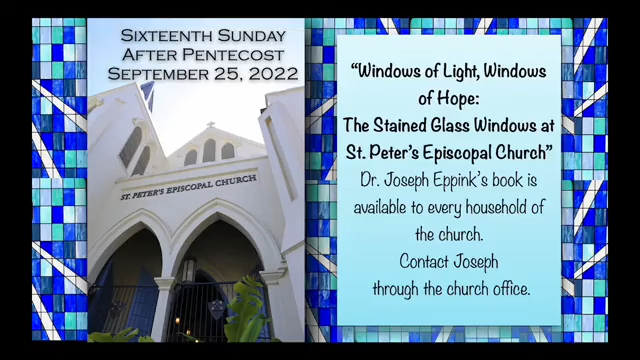 SIXTEENTH SUNDAY
AFTER PENTECOST
SEPTEMBER 25, 2022
ST. PETER'S EPISCOPAL CHURCH
“Windows of Light, Windows
of Hope:
The Stained Glass Windows at
St. Peter's Episcopal Church”
Dr. Joseph Eppink's book is
available to every household of
the church.
Contact Joseph
through the church office.